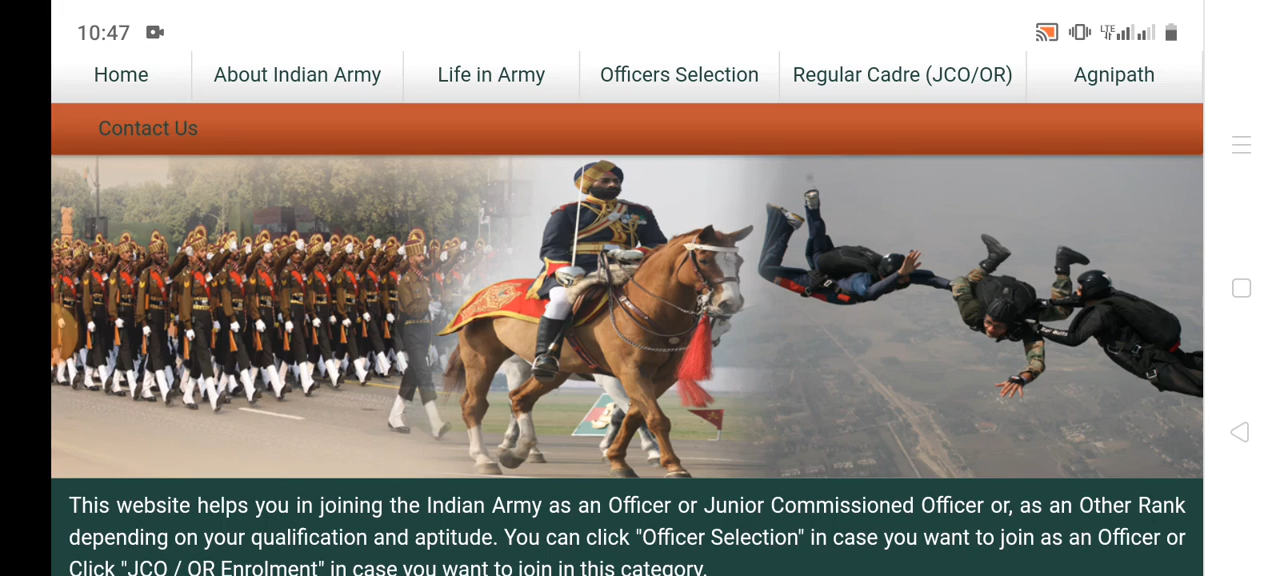 10:47
LTE
Home About Indian Army Life in Army Officers Selection Regular Cadre (JCO/OR) Agnipath
Contact Us
This website helps you in joining the Indian Army as an Officer or Junior Commissioned Officer or, as an Other Rank
depending on your qualification and aptitude. You can click "Officer Selection" in case you want to join as an Officer or
Click "JCO / OR Enrolment" in case you want to join in this category.